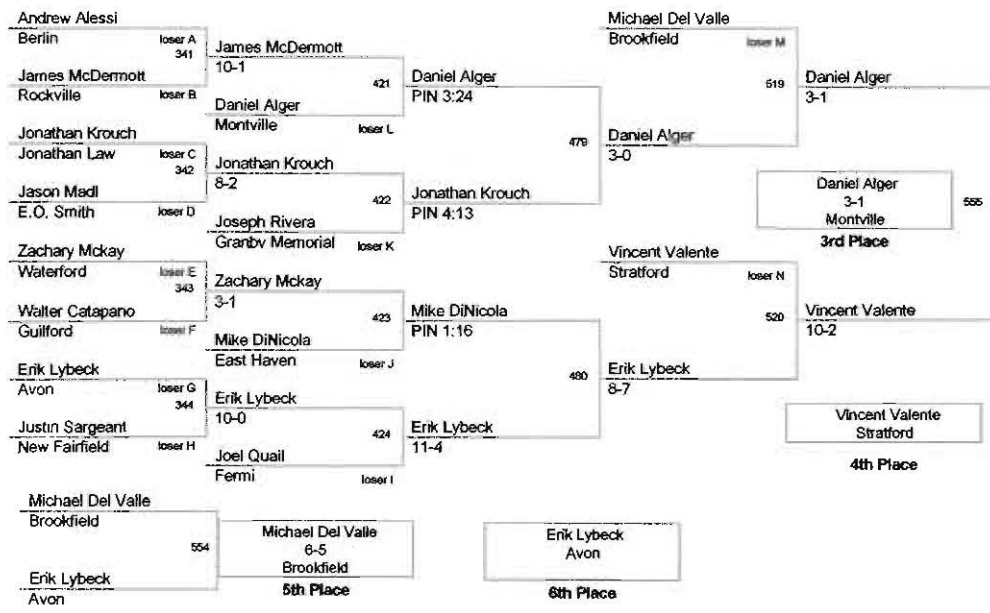 Andrew Alessi
Berlin
loser A
341
James McDermott
Rockville
loser B
Jonathan Krouch
Jonathan Law
loser C
342
Jason Madl
E.O. Smith
loser D
Zachary Mckay
Waterford
loser E
343
Walter Catapano
Guilford
loser F
Erik Lybeck
Avon
loser G
344
Justin Sargeant
New Fairfield
loser H
James McDermott
10-1
421
Daniel Alger
Montville
loser L
Jonathan Krouch
8-2
422
Joseph Rivera
Granby Memorial
loser K
Zachary Mckay
3-1
423
Mike DiNicola
East Haven
loser J
Erik Lybeck
10-0
424
Joel Quail
Fermi
loser I
Daniel Alger
PIN 3:24
479
Jonathan Krouch
PIN 4:13
Mike DiNicola
PIN 1:16
480
Erik Lybeck
11-4
Michael Del Valle
Brookfield
loser M
519
Daniel Alger
3-0
Vincent Valente
Stratford
loser N
520
Erik Lybeck
8-7
Daniel Alger
3-1
Daniel Alger
3-1
Montville
555
3rd Place
Vincent Valente
10-2
Vincent Valente
Stratford
4th Place
Michael Del Valle
Brookfield
554
Erik Lybeck
Avon
Michael Del Valle
6-5
Brookfield
5th Place
Erik Lybeck
Avon
6th Place